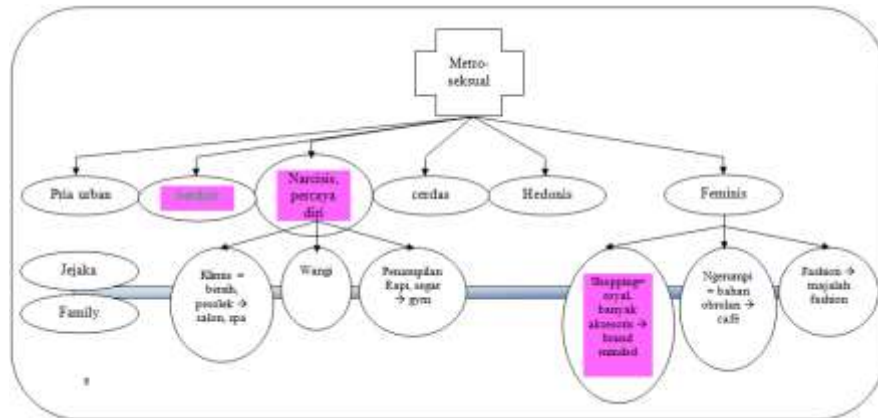 Metro-
seksual
Pria urban
Narcisis,
percaya
diri
cerdas
Hedonis
Feminis
Jejaka
Family
Klimis =
bersih,
pesolek →
salon, spa
Wangi
Penampilan
Rapi, segar
→ gym
Shopping=
royal,
banyak
aksesoris →
brand
minded
Ngerumpi
= bahan
obrolan →
café
Fashion →
majalah
fashion
8